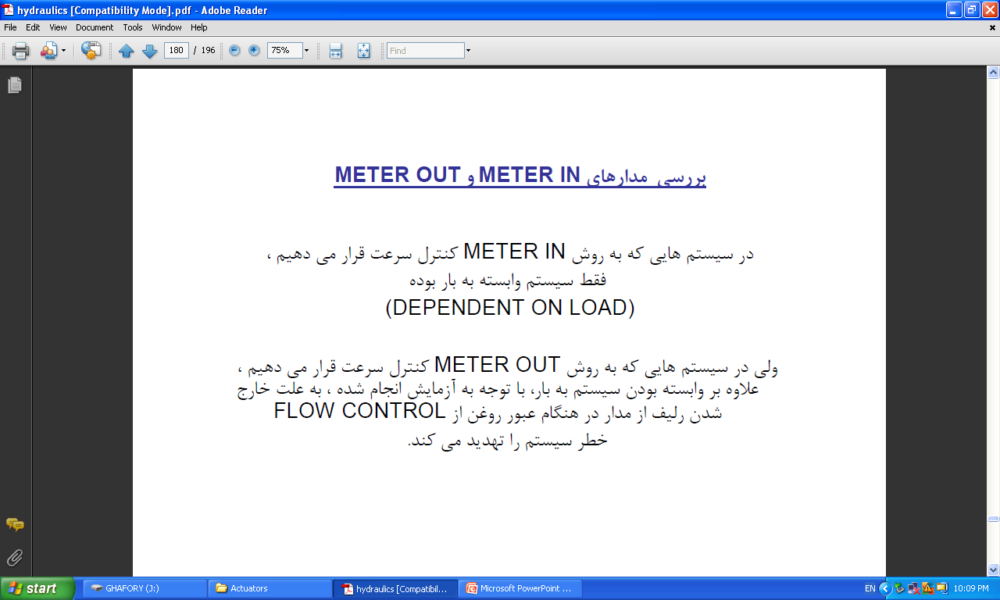 hydraulics [Compatibility Mode].pdf - Adobe Reader
File Edit View Document Tools Window Help
180 / 196 75% Find
بررسی مدارهای METER IN و METER OUT
در سیستم هایی که به روش METER IN کنترل سرعت قرار می دهیم ،
فقط سیستم وابسته به بار بوده
(DEPENDENT ON LOAD)
ولی در سیستم هایی که به روش METER OUT کنترل سرعت قرار می دهیم ،
علاوه بر وابسته بودن سیستم به بار، با توجه به آزمایش انجام شده ، به علت خارج
شدن رلیف از مدار در هنگام عبور روغن از FLOW CONTROL
خطر سیستم را تهدید می کند.
start GHAFORY (J:) Actuators hydraulics [Compatibil... Microsoft PowerPoint ... EN 10:09 PM